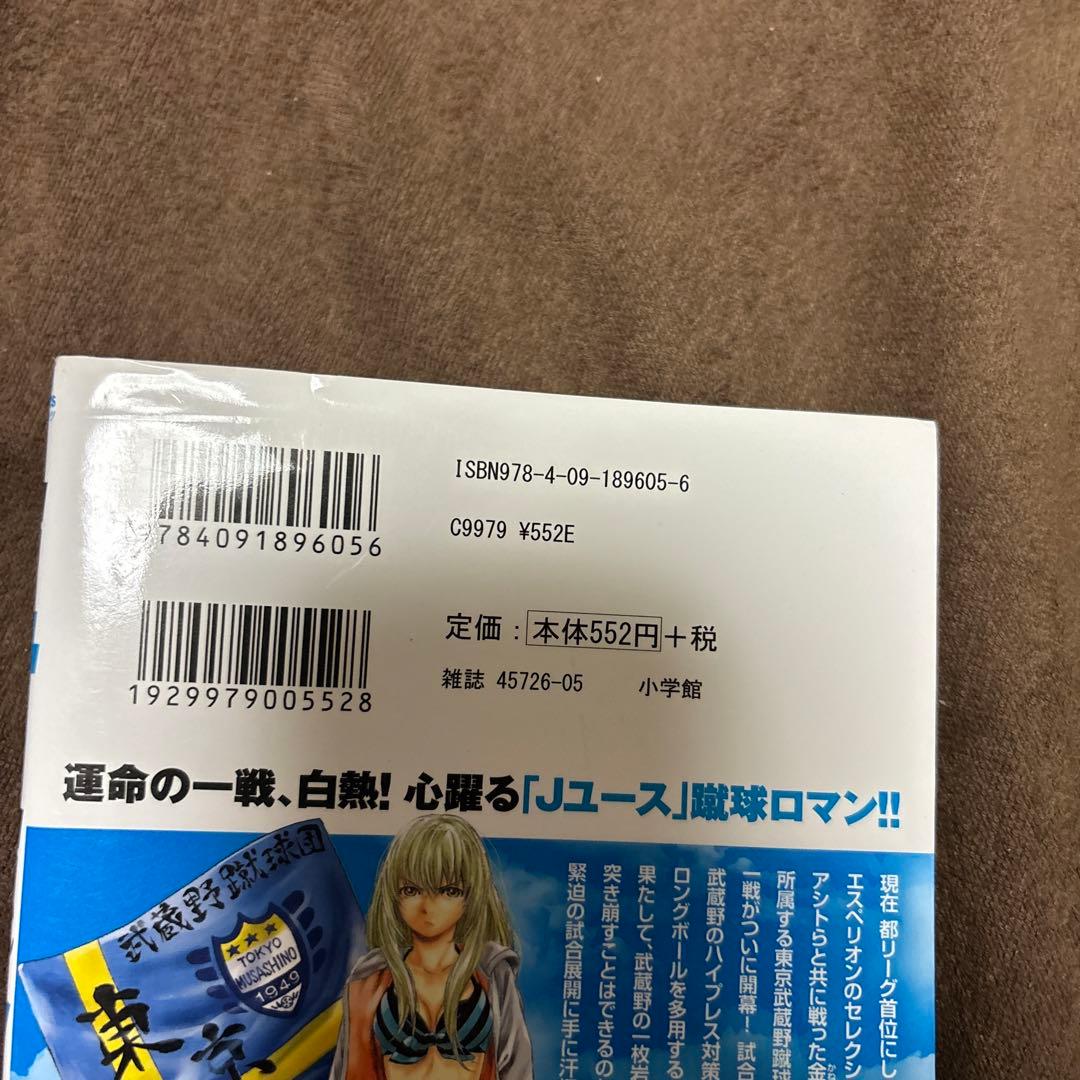 ISBN978-4-09-189605-6
784091896056
C9979 ¥552E
定価：本体552円＋税
1929979005528
雑誌 45726-05 小学館
運命の一戦、白熱! 心躍る「Jユース」蹴球ロマン!!
武蔵野蹴球団
TOKYO
MUSASHINO
1949
東京
現在 都リーグ首位にし
エスペリオンのセレクシ
アシトらと共に戦った金
所属する東京武蔵野蹴球
一戦がついに開幕! 試合
武蔵野のハイプレス対策
ロングボールを多用する
果たして、武蔵野の一枚岩
突き崩すことはできるの
緊迫の試合展開に手に汗